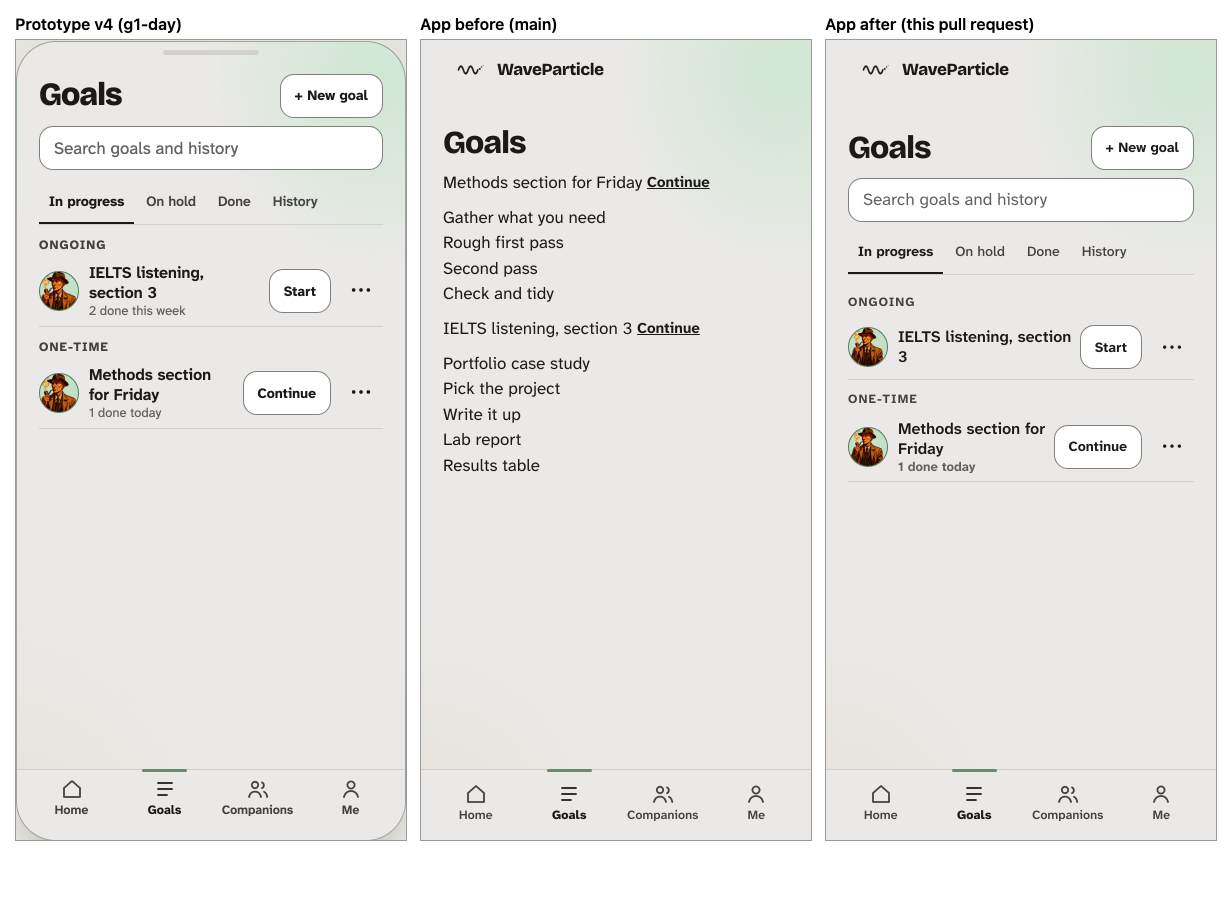 Prototype v4 (g1-day)
Goals
+ New goal
Search goals and history
In progress On hold Done History
ONGOING
IELTS listening,
section 3
2 done this week
Start
ONE-TIME
Methods section
for Friday
1 done today
Continue
Home Goals Companions Me
App before (main)
WaveParticle
Goals
Methods section for Friday Continue
Gather what you need
Rough first pass
Second pass
Check and tidy
IELTS listening, section 3 Continue
Portfolio case study
Pick the project
Write it up
Lab report
Results table
Home Goals Companions Me
App after (this pull request)
WaveParticle
Goals
+ New goal
Search goals and history
In progress On hold Done History
ONGOING
IELTS listening, section
3
Start
ONE-TIME
Methods section for
Friday
1 done today
Continue
Home Goals Companions Me